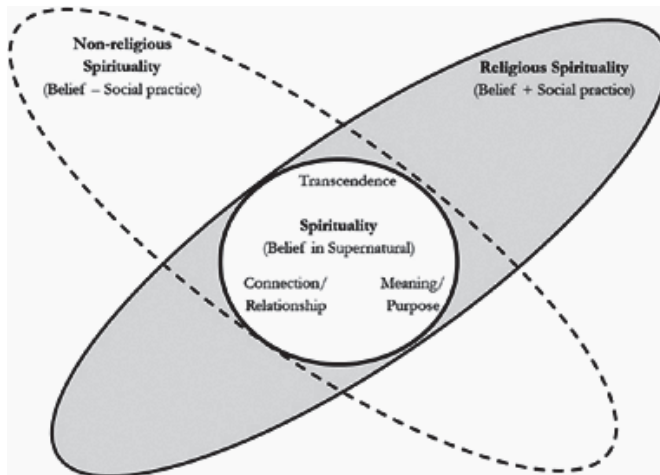 Non-religious
Spirituality
(Belief – Social practice)
Religious Spirituality
(Belief + Social practice)
Transcendence
Spirituality
(Belief in Supernatural)
Connection/
Relationship
Meaning/
Purpose